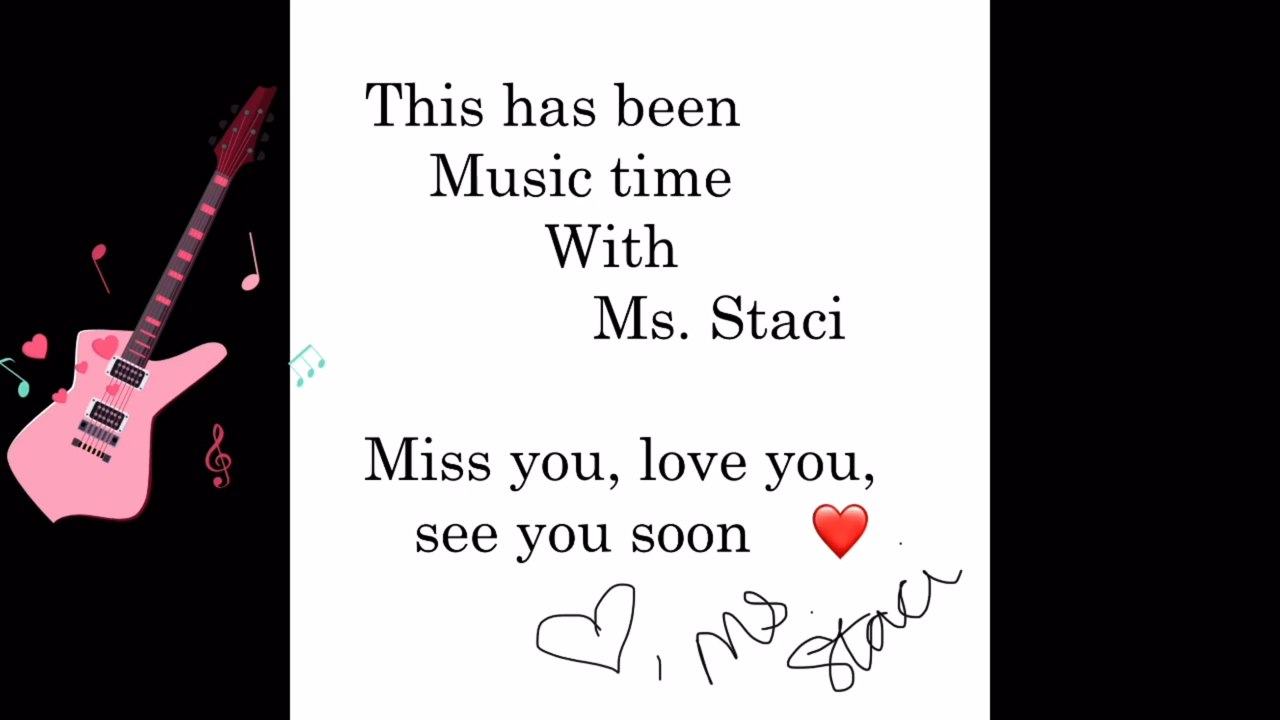 This has been
Music time
With
Ms. Staci
Miss you, love you,
see you soon ❤️
, Ms Staci